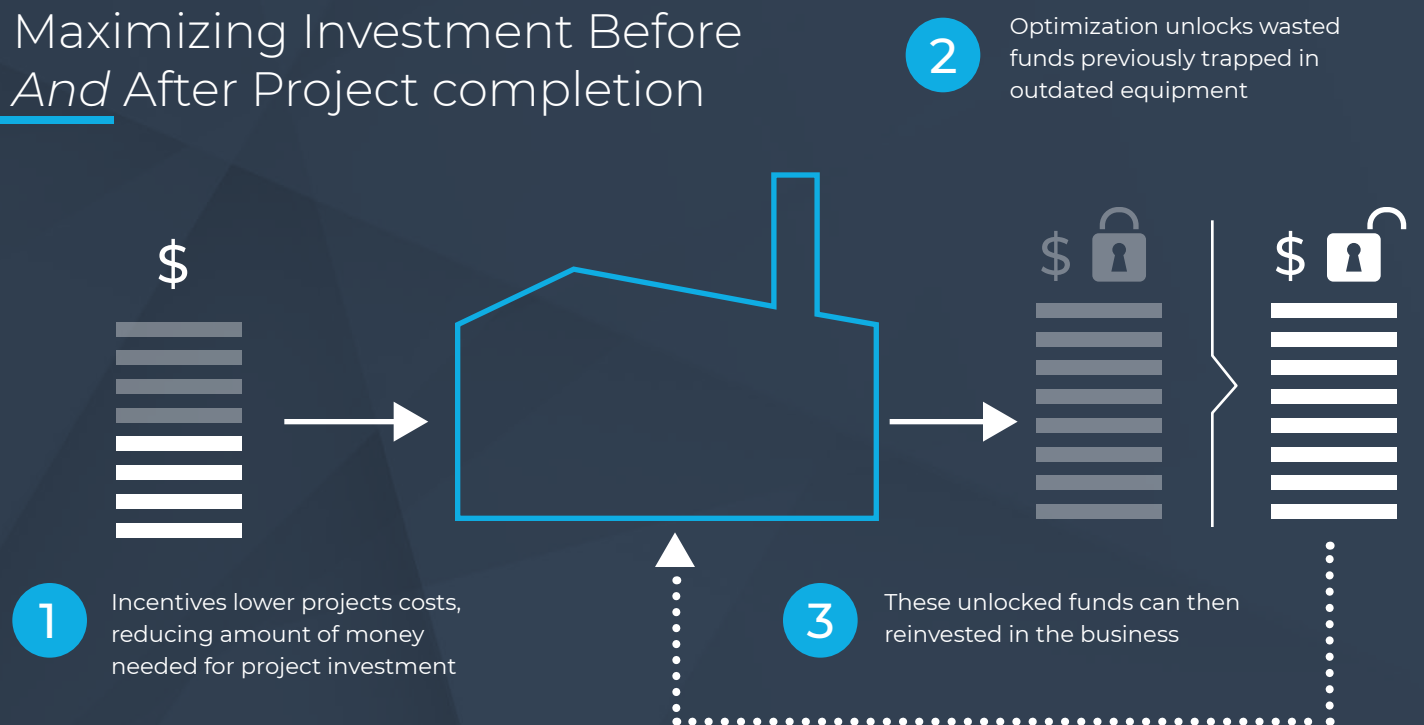 Maximizing Investment Before
And After Project completion
$
1
Incentives lower projects costs,
reducing amount of money
needed for project investment
2
Optimization unlocks wasted
funds previously trapped in
outdated equipment
$
$
3
These unlocked funds can then
reinvested in the business